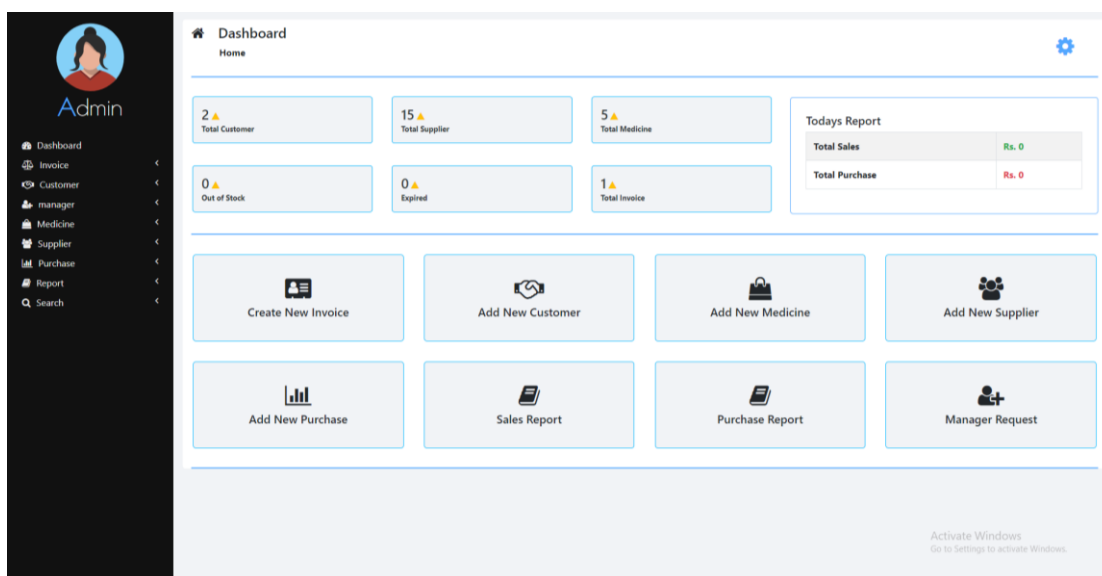 Admin
Dashboard
Invoice
Customer
manager
Medicine
Supplier
Purchase
Report
Search
Dashboard
Home
2
Total Customer
15
Total Supplier
5
Total Medicine
0
Out of Stock
0
Expired
1
Total Invoice
Todays Report
Total Sales Rs. 0
Total Purchase Rs. 0
Create New Invoice
Add New Customer
Add New Medicine
Add New Supplier
Add New Purchase
Sales Report
Purchase Report
Manager Request
Activate Windows
Go to Settings to activate Windows.